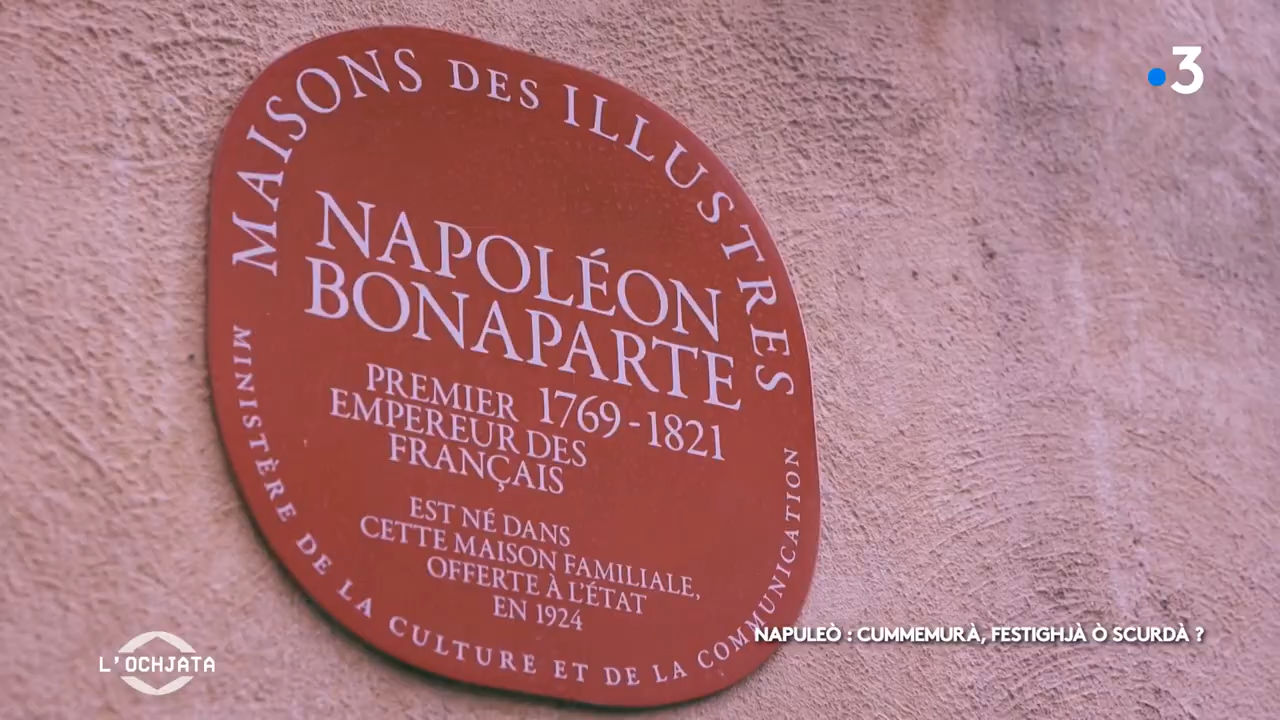 3
MAISONS DES ILLUSTRES
NAPOLÉON
BONAPARTE
PREMIER 1769-1821
EMPEREUR DES
FRANÇAIS
EST NÉ DANS
CETTE MAISON FAMILIALE,
OFFERTE À L'ÉTAT
EN 1924
MINISTÈRE DE LA CULTURE ET DE LA COMMUNICATION
NAPULEÒ : CUMMEMURÀ, FESTIGHJÀ Ò SCURDÀ ?
L'OCHJATA